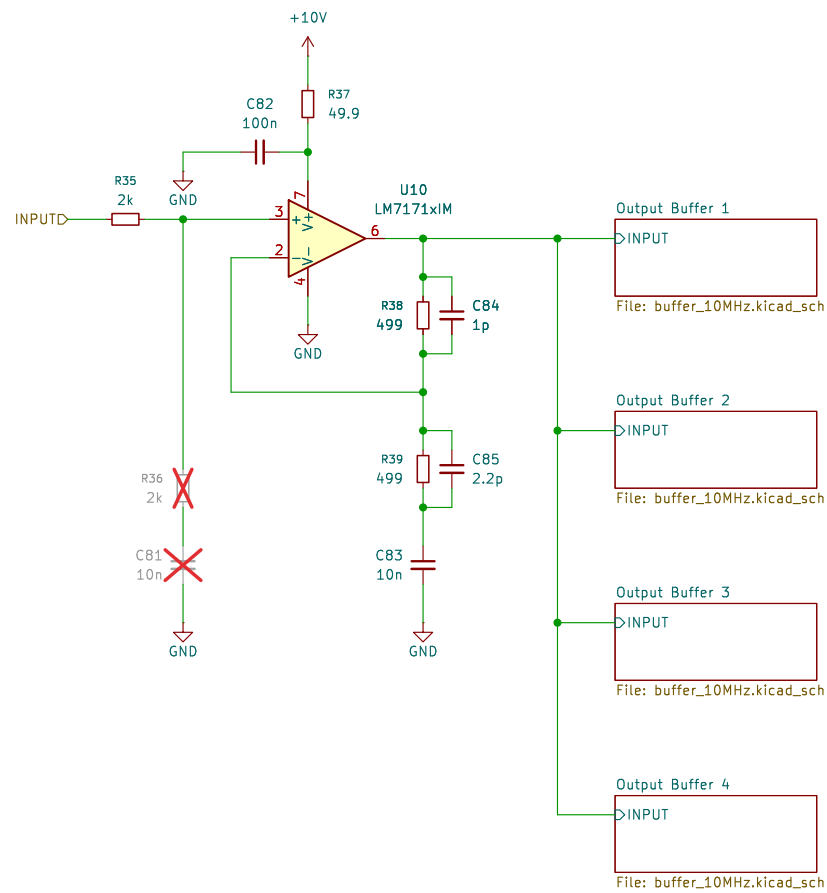 +10V
R37
49.9
C82
100n
GND
R35
2k
INPUT
U10
LM7171xIM
7
V+
3
+
2
-
V-
4
6
GND
R38
499
C84
1p
R39
499
C85
2.2p
C83
10n
GND
R36
2k
C81
10n
GND
Output Buffer 1
INPUT
File: buffer_10MHz.kicad_sch
Output Buffer 2
INPUT
File: buffer_10MHz.kicad_sch
Output Buffer 3
INPUT
File: buffer_10MHz.kicad_sch
Output Buffer 4
INPUT
File: buffer_10MHz.kicad_sch